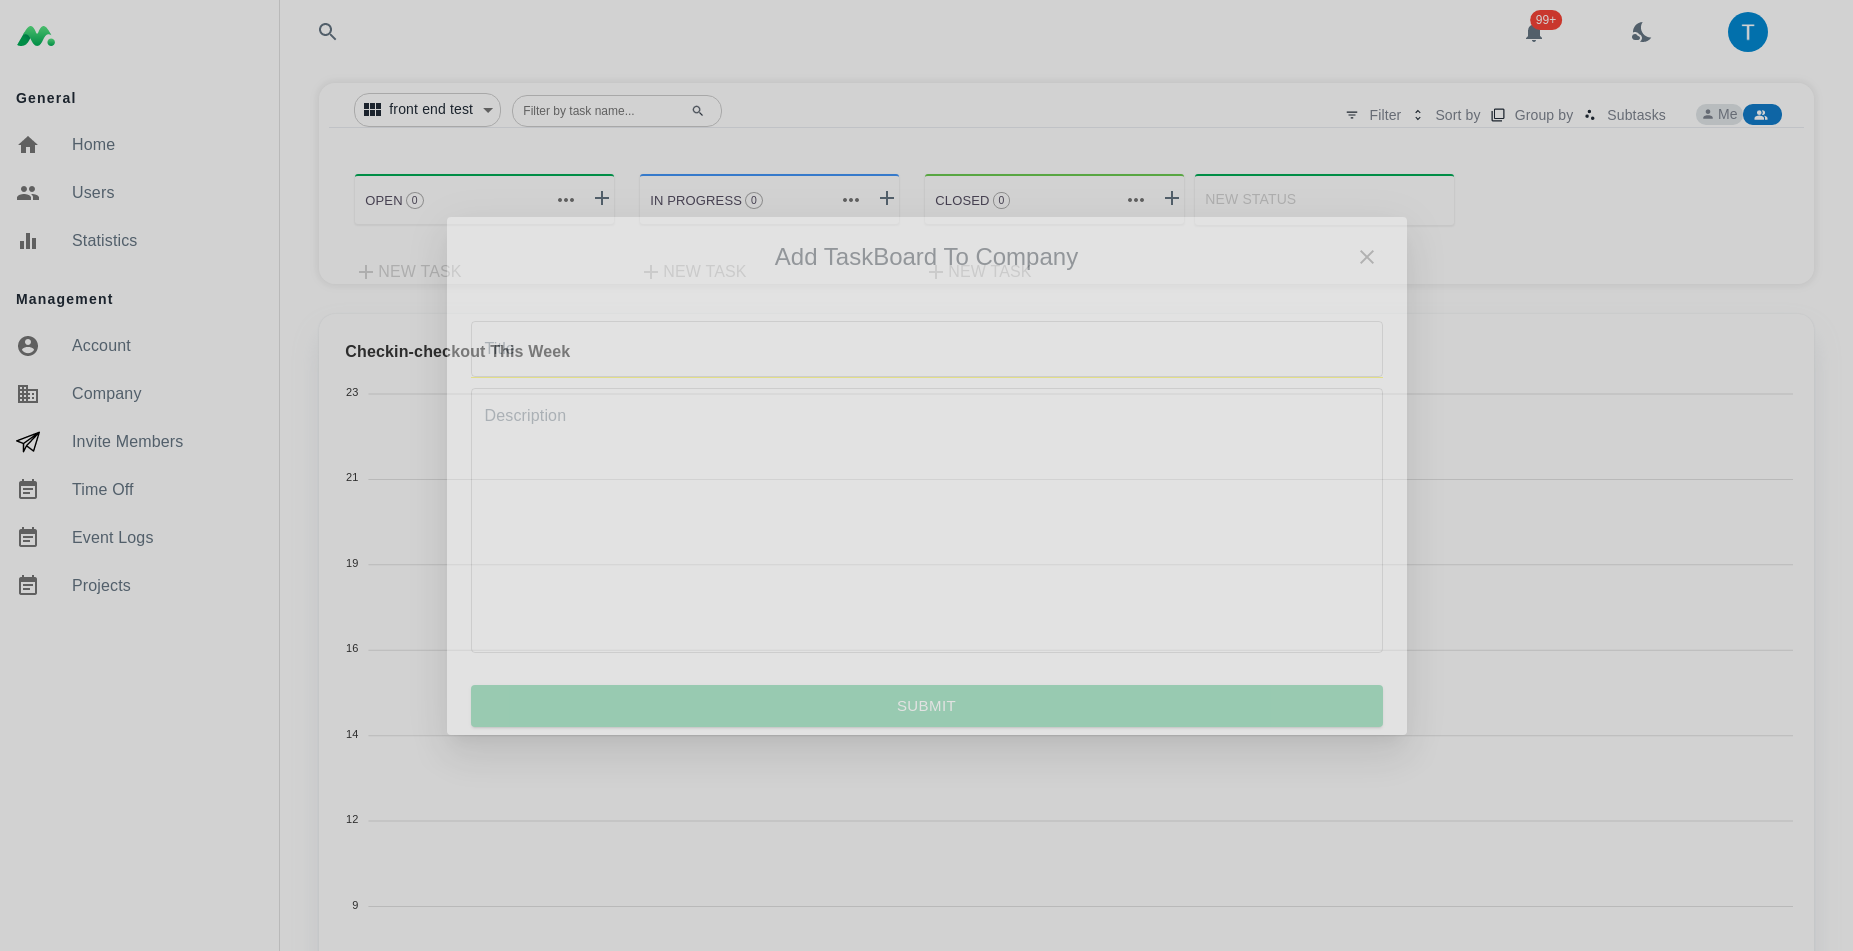 General
Home
Users
Statistics
Management
Account
Company
Invite Members
Time Off
Event Logs
Projects
99+
T
front end test
Filter by task name...
Filter
Sort by
Group by
Subtasks
Me
OPEN 0
IN PROGRESS 0
CLOSED 0
NEW STATUS
NEW TASK
NEW TASK
NEW TASK
Add TaskBoard To Company
Title
Description
SUBMIT
Checkin-checkout This Week
23
21
19
16
14
12
9